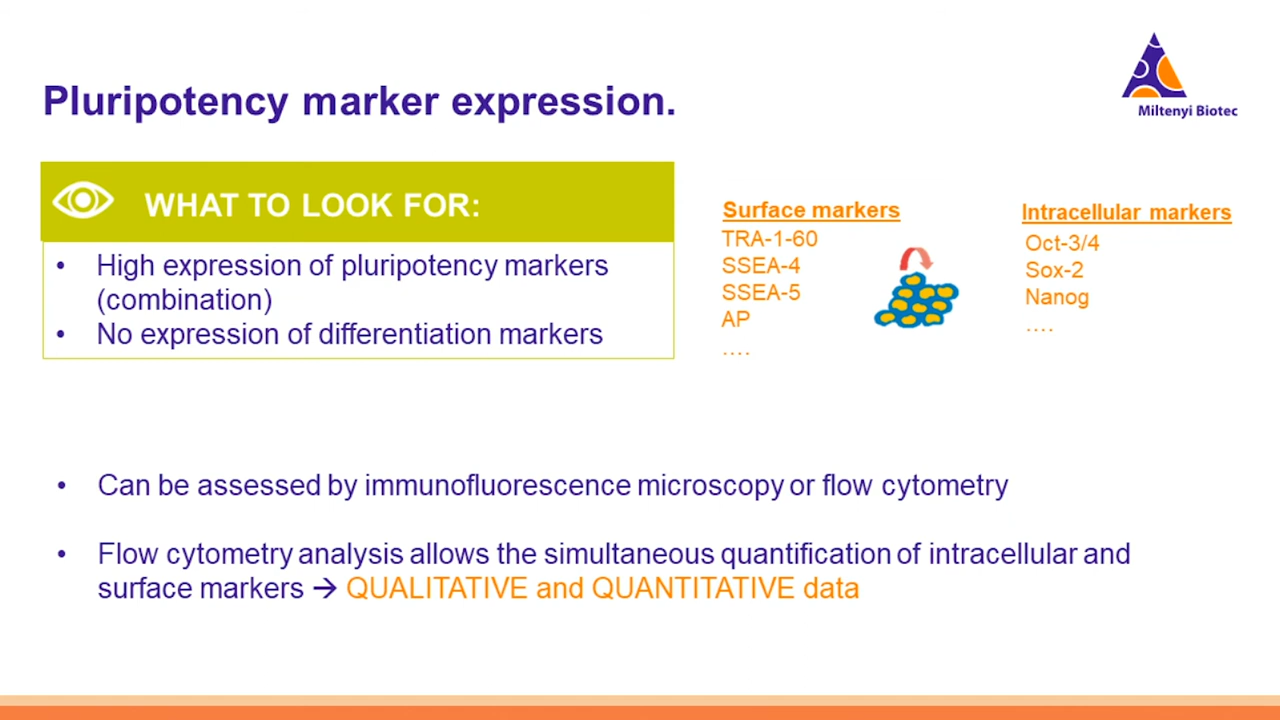 Miltenyi Biotec
Pluripotency marker expression.
WHAT TO LOOK FOR:
• High expression of pluripotency markers
(combination)
• No expression of differentiation markers
Surface markers
TRA-1-60
SSEA-4
SSEA-5
AP
....
Intracellular markers
Oct-3/4
Sox-2
Nanog
....
• Can be assessed by immunofluorescence microscopy or flow cytometry
• Flow cytometry analysis allows the simultaneous quantification of intracellular and
surface markers → QUALITATIVE and QUANTITATIVE data